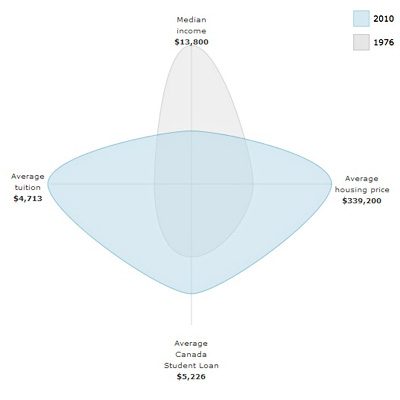 Median
income
$13,800
2010
1976
Average
tuition
$4,713
Average
housing price
$339,200
Average
Canada
Student Loan
$5,226